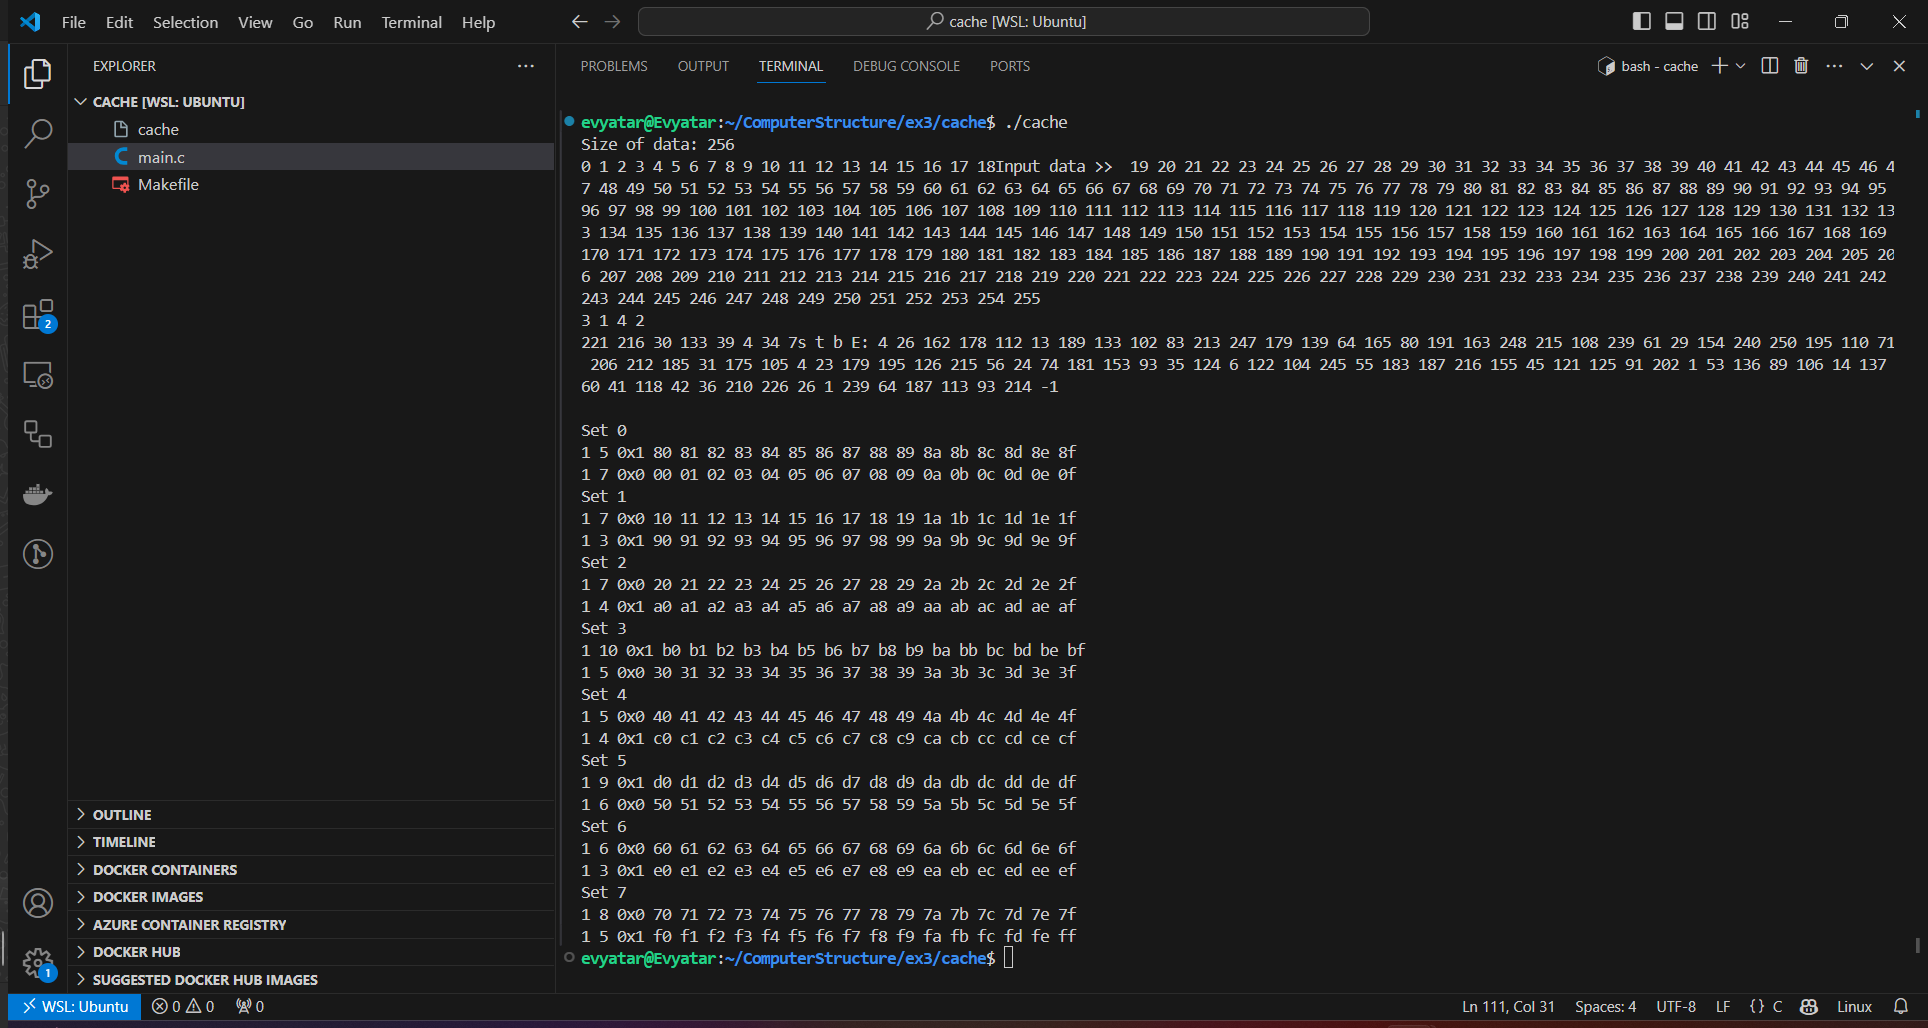 File Edit Selection View Go Run Terminal Help
cache [WSL: Ubuntu]
EXPLORER
CACHE [WSL: UBUNTU]
cache
main.c
Makefile
OUTLINE
TIMELINE
DOCKER CONTAINERS
DOCKER IMAGES
AZURE CONTAINER REGISTRY
DOCKER HUB
SUGGESTED DOCKER HUB IMAGES
2
1
PROBLEMS OUTPUT TERMINAL DEBUG CONSOLE PORTS
bash - cache
evyatar@Evyatar:~/ComputerStructure/ex3/cache$ ./cache
Size of data: 256
0 1 2 3 4 5 6 7 8 9 10 11 12 13 14 15 16 17 18Input data >>  19 20 21 22 23 24 25 26 27 28 29 30 31 32 33 34 35 36 37 38 39 40 41 42 43 44 45 46 4
7 48 49 50 51 52 53 54 55 56 57 58 59 60 61 62 63 64 65 66 67 68 69 70 71 72 73 74 75 76 77 78 79 80 81 82 83 84 85 86 87 88 89 90 91 92 93 94 95
96 97 98 99 100 101 102 103 104 105 106 107 108 109 110 111 112 113 114 115 116 117 118 119 120 121 122 123 124 125 126 127 128 129 130 131 132 13
3 134 135 136 137 138 139 140 141 142 143 144 145 146 147 148 149 150 151 152 153 154 155 156 157 158 159 160 161 162 163 164 165 166 167 168 169
170 171 172 173 174 175 176 177 178 179 180 181 182 183 184 185 186 187 188 189 190 191 192 193 194 195 196 197 198 199 200 201 202 203 204 205 20
6 207 208 209 210 211 212 213 214 215 216 217 218 219 220 221 222 223 224 225 226 227 228 229 230 231 232 233 234 235 236 237 238 239 240 241 242
243 244 245 246 247 248 249 250 251 252 253 254 255
3 1 4 2
221 216 30 133 39 4 34 7s t b E: 4 26 162 178 112 13 189 133 102 83 213 247 179 139 64 165 80 191 163 248 215 108 239 61 29 154 240 250 195 110 71
206 212 185 31 175 105 4 23 179 195 126 215 56 24 74 181 153 93 35 124 6 122 104 245 55 183 187 216 155 45 121 125 91 202 1 53 136 89 106 14 137
60 41 118 42 36 210 226 26 1 239 64 187 113 93 214 -1
Set 0
1 5 0x1 80 81 82 83 84 85 86 87 88 89 8a 8b 8c 8d 8e 8f
1 7 0x0 00 01 02 03 04 05 06 07 08 09 0a 0b 0c 0d 0e 0f
Set 1
1 7 0x0 10 11 12 13 14 15 16 17 18 19 1a 1b 1c 1d 1e 1f
1 3 0x1 90 91 92 93 94 95 96 97 98 99 9a 9b 9c 9d 9e 9f
Set 2
1 7 0x0 20 21 22 23 24 25 26 27 28 29 2a 2b 2c 2d 2e 2f
1 4 0x1 a0 a1 a2 a3 a4 a5 a6 a7 a8 a9 aa ab ac ad ae af
Set 3
1 10 0x1 b0 b1 b2 b3 b4 b5 b6 b7 b8 b9 ba bb bc bd be bf
1 5 0x0 30 31 32 33 34 35 36 37 38 39 3a 3b 3c 3d 3e 3f
Set 4
1 5 0x0 40 41 42 43 44 45 46 47 48 49 4a 4b 4c 4d 4e 4f
1 4 0x1 c0 c1 c2 c3 c4 c5 c6 c7 c8 c9 ca cb cc cd ce cf
Set 5
1 9 0x1 d0 d1 d2 d3 d4 d5 d6 d7 d8 d9 da db dc dd de df
1 6 0x0 50 51 52 53 54 55 56 57 58 59 5a 5b 5c 5d 5e 5f
Set 6
1 6 0x0 60 61 62 63 64 65 66 67 68 69 6a 6b 6c 6d 6e 6f
1 3 0x1 e0 e1 e2 e3 e4 e5 e6 e7 e8 e9 ea eb ec ed ee ef
Set 7
1 8 0x0 70 71 72 73 74 75 76 77 78 79 7a 7b 7c 7d 7e 7f
1 5 0x1 f0 f1 f2 f3 f4 f5 f6 f7 f8 f9 fa fb fc fd fe ff
evyatar@Evyatar:~/ComputerStructure/ex3/cache$
WSL: Ubuntu 0 0 0 Ln 111, Col 31 Spaces: 4 UTF-8 LF {} C Linux